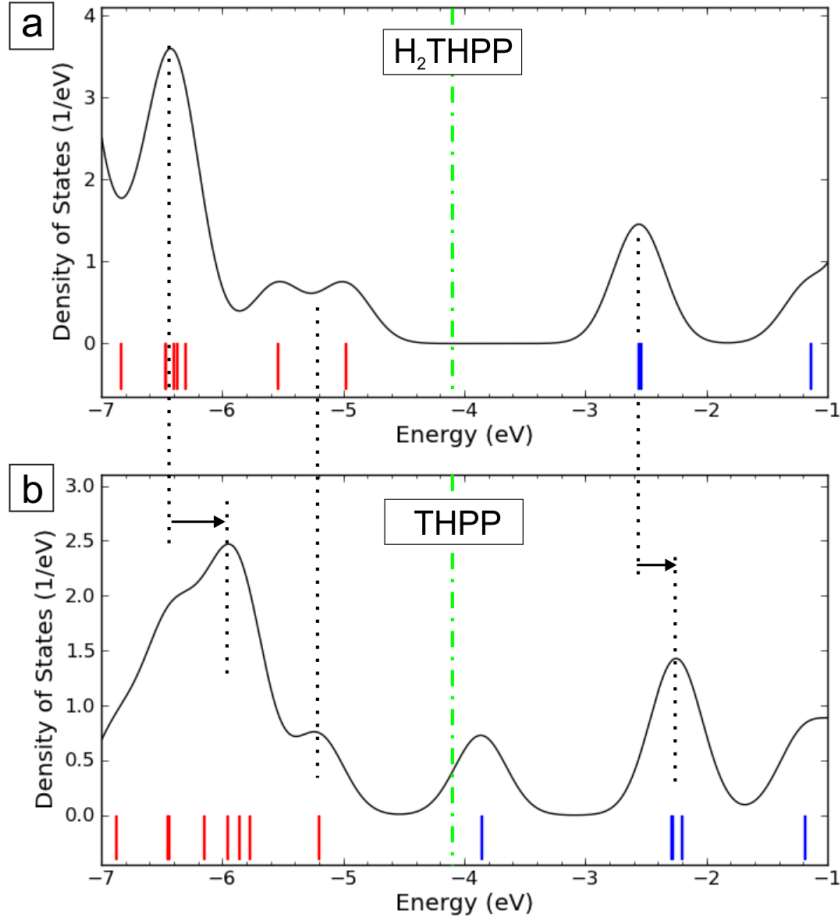 a
H₂THPP
Density of States (1/eV)
4
3
2
1
0
−7 −6 −5 −4 −3 −2 −1
Energy (eV)
b
THPP
Density of States (1/eV)
3.0
2.5
2.0
1.5
1.0
0.5
0.0
−7 −6 −5 −4 −3 −2 −1
Energy (eV)